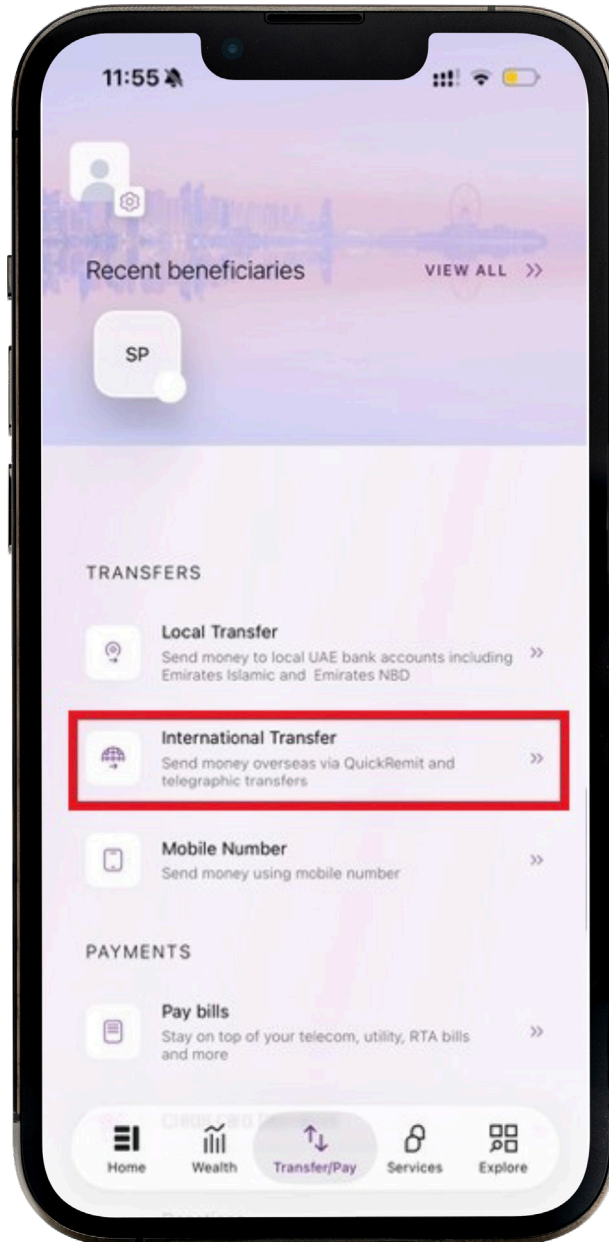 11:55
Recent beneficiaries
VIEW ALL
SP
TRANSFERS
Local Transfer
Send money to local UAE bank accounts including
Emirates Islamic and Emirates NBD
International Transfer
Send money overseas via QuickRemit and
telegraphic transfers
Mobile Number
Send money using mobile number
PAYMENTS
Pay bills
Stay on top of your telecom, utility, RTA bills
and more
Home
Wealth
Transfer/Pay
Services
Explore